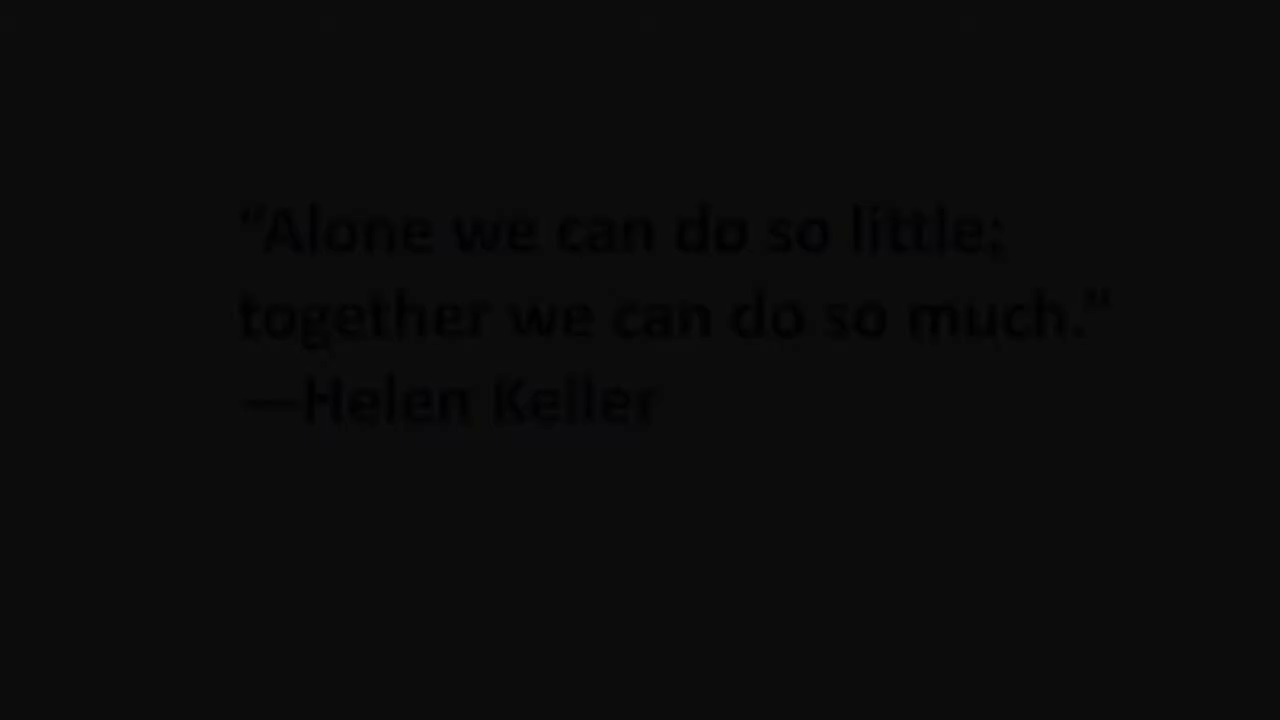 "Alone we can do so little;
together we can do so much."
—Helen Keller